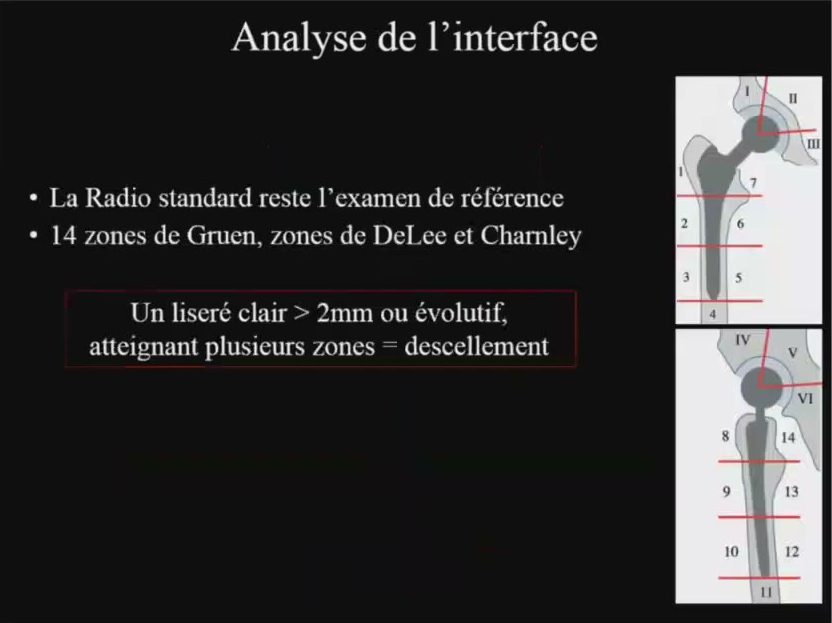 Analyse de l’interface
• La Radio standard reste l’examen de référence
• 14 zones de Gruen, zones de DeLee et Charnley
Un liseré clair > 2mm ou évolutif,
atteignant plusieurs zones = descellement
I
II
III
1
7
2
6
3
5
4
IV
V
VI
8
14
9
13
10
12
11